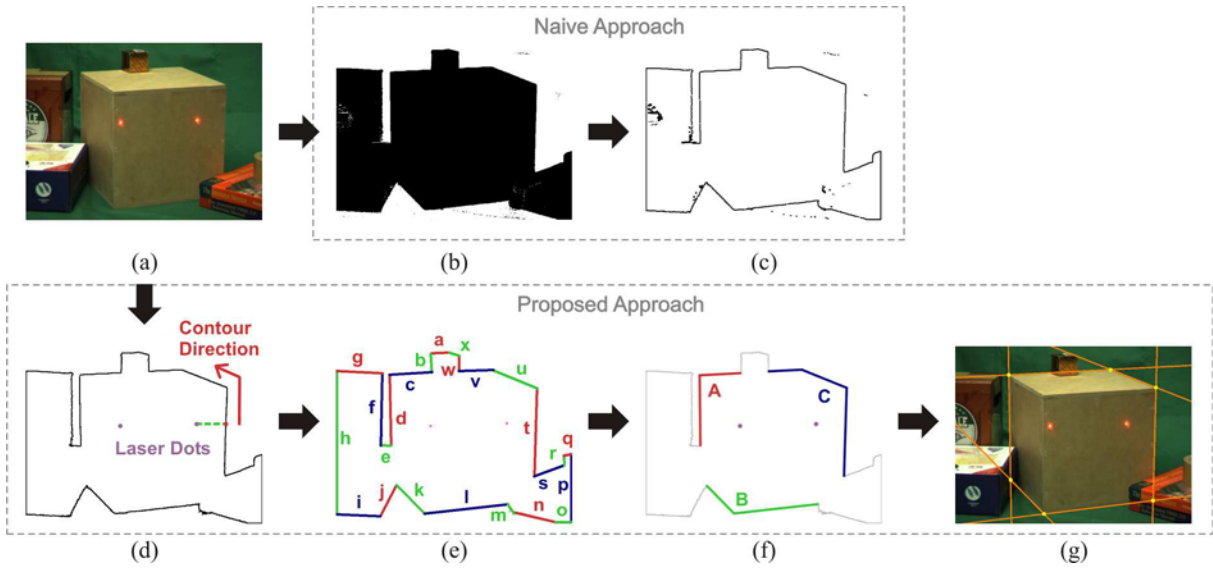 Naive Approach
(a)
(b)
(c)
Proposed Approach
Contour
Direction
Laser Dots
(d)
a
x
b
w
g
c
v
u
f
d
h
t
e
q
r
s
p
j
k
l
i
m
n
o
(e)
A
C
B
(f)
(g)